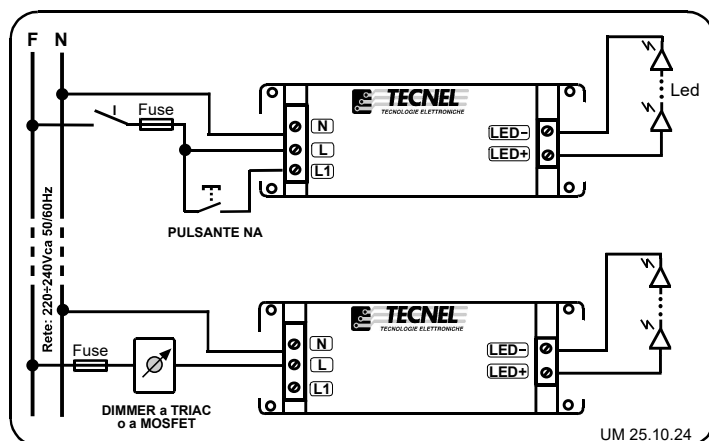 F N
I
Fuse
Rete: 220÷240Vca 50/60Hz
PULSANTE NA
TECNEL
TECNOLOGIE ELETTRONICHE
N
L
L1
LED−
LED+
Led
Fuse
DIMMER a TRIAC
o a MOSFET
TECNEL
TECNOLOGIE ELETTRONICHE
N
L
L1
LED−
LED+
UM 25.10.24